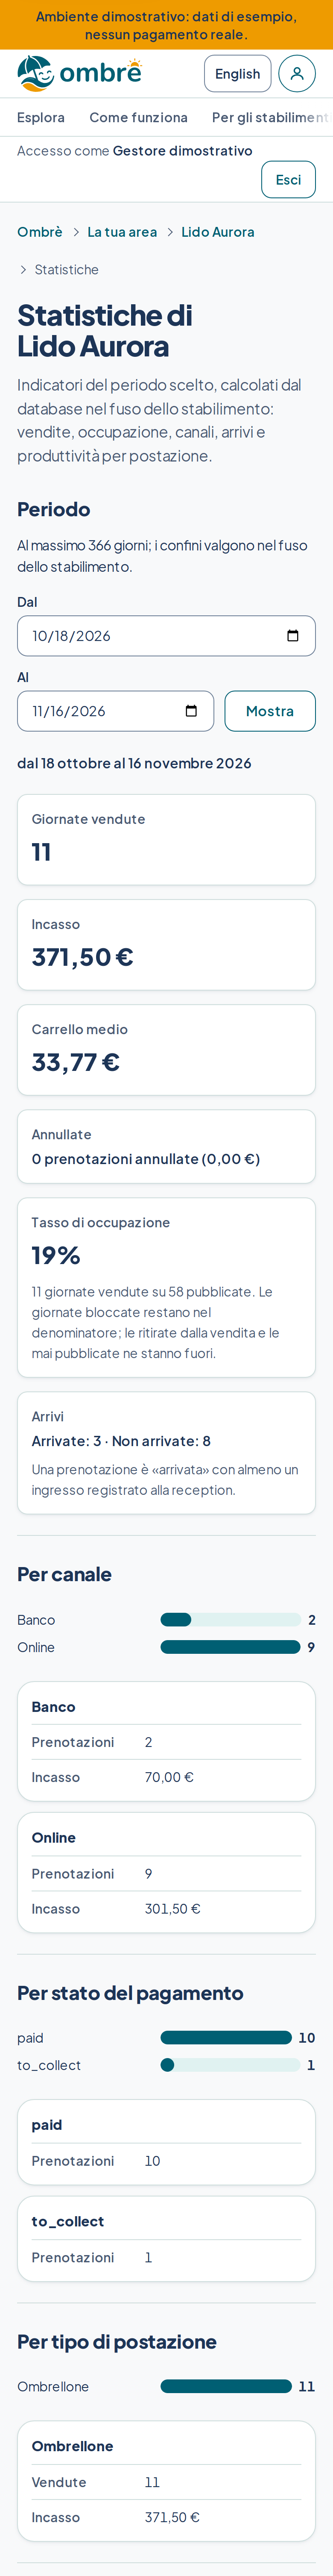 Ambiente dimostrativo: dati di esempio,
nessun pagamento reale.
ombrè
English
Esplora
Come funziona
Per gli stabiliment
Accesso come Gestore dimostrativo
Esci
Ombrè
La tua area
Lido Aurora
Statistiche
Statistiche di
Lido Aurora
Indicatori del periodo scelto, calcolati dal
database nel fuso dello stabilimento:
vendite, occupazione, canali, arrivi e
produttività per postazione.
Periodo
Al massimo 366 giorni; i confini valgono nel fuso
dello stabilimento.
Dal
10/18/2026
Al
11/16/2026
Mostra
dal 18 ottobre al 16 novembre 2026
Giornate vendute
11
Incasso
371,50 €
Carrello medio
33,77 €
Annullate
0 prenotazioni annullate (0,00 €)
Tasso di occupazione
19%
11 giornate vendute su 58 pubblicate. Le
giornate bloccate restano nel
denominatore; le ritirate dalla vendita e le
mai pubblicate ne stanno fuori.
Arrivi
Arrivate: 3 · Non arrivate: 8
Una prenotazione è «arrivata» con almeno un
ingresso registrato alla reception.
Per canale
Banco 2
Online 9
Banco
Prenotazioni 2
Incasso 70,00 €
Online
Prenotazioni 9
Incasso 301,50 €
Per stato del pagamento
paid 10
to_collect 1
paid
Prenotazioni 10
to_collect
Prenotazioni 1
Per tipo di postazione
Ombrellone 11
Ombrellone
Vendute 11
Incasso 371,50 €